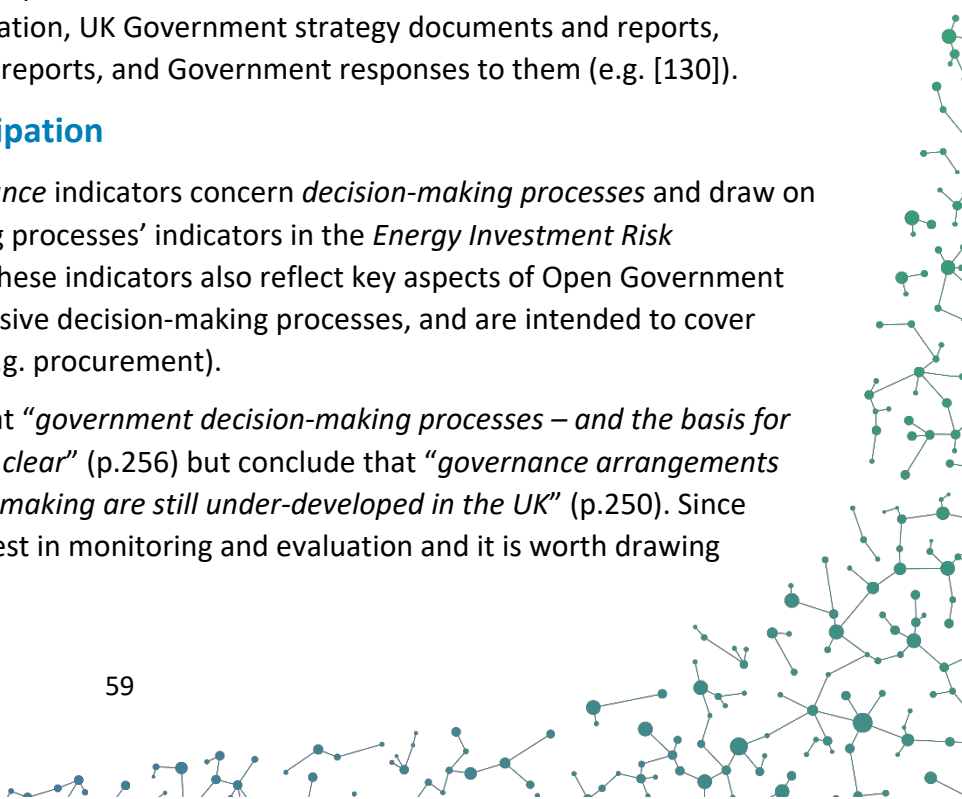 ation, UK Government strategy documents and reports,
reports, and Government responses to them (e.g. [130]).
ipation
ance indicators concern decision-making processes and draw on
g processes’ indicators in the Energy Investment Risk
hese indicators also reflect key aspects of Open Government
sive decision-making processes, and are intended to cover
.g. procurement).
at “government decision-making processes – and the basis for
clear” (p.256) but conclude that “governance arrangements
making are still under-developed in the UK” (p.250). Since
est in monitoring and evaluation and it is worth drawing
59